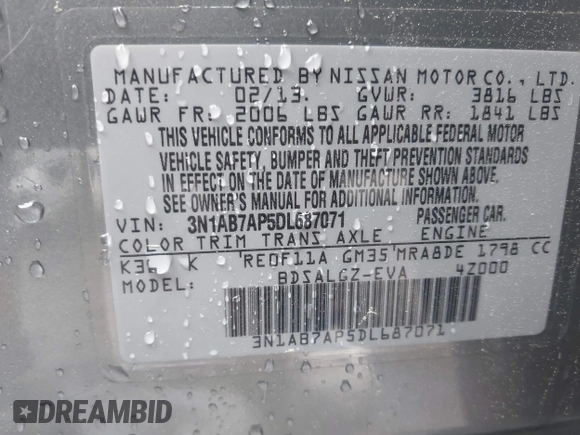 MANUFACTURED BY NISSAN MOTOR CO., LTD.
DATE: 02/13. GVWR: 3816 LBS
GAWR FR: 2006 LBS GAWR RR: 1841 LBS
THIS VEHICLE CONFORMS TO ALL APPLICABLE FEDERAL MOTOR
VEHICLE SAFETY, BUMPER AND THEFT PREVENTION STANDARDS
IN EFFECT ON THE DATE OF MANUFACTURE SHOWN ABOVE.
SEE OWNER'S MANUAL FOR ADDITIONAL INFORMATION.
VIN: 3N1AB7AP5DL687071 PASSENGER CAR.
COLOR TRIM TRANS AXLE ENGINE
K36 K 'RE0F11A GM35'MRA8DE 1798 CC
MODEL: BDSALGZ-EVA 4Z000
3N1AB7AP5DL687071
DREAMBID